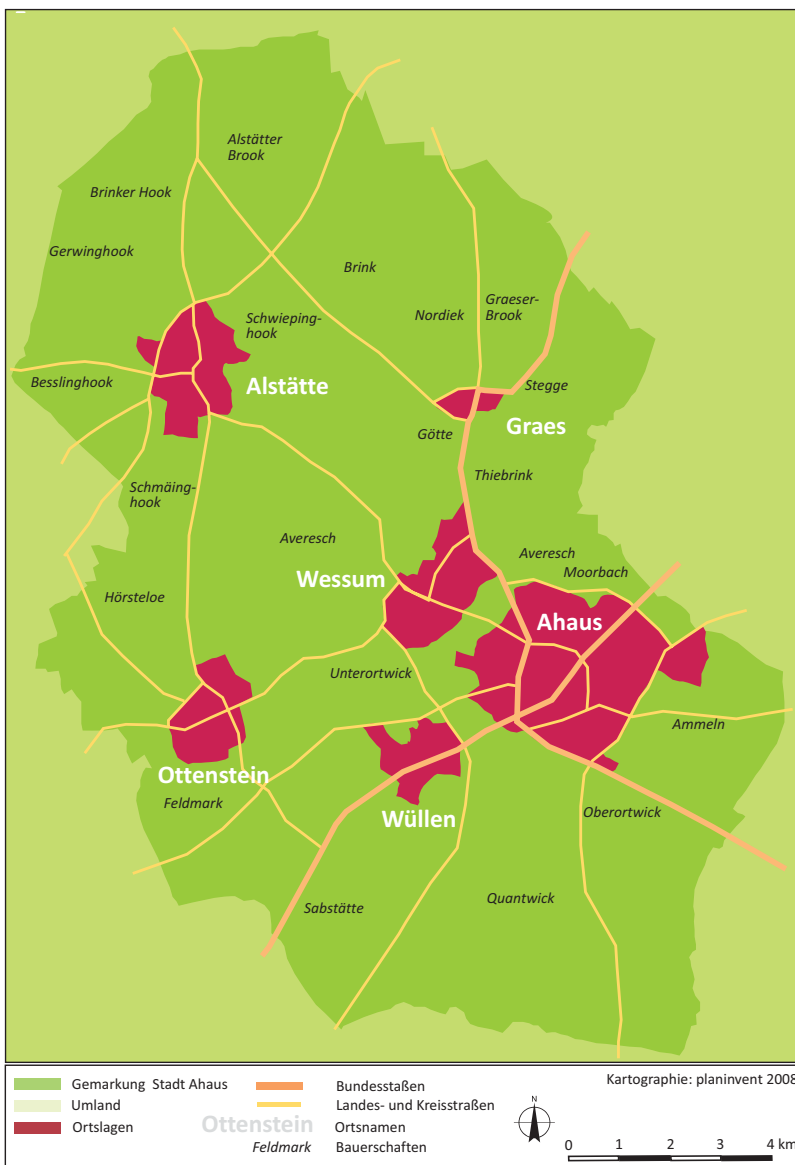 Alstätter
Brook
Brinker Hook
Gerwinghook
Brink
Graeser-
Brook
Nordiek
Schwieping-
hook
Besslinghook
Alstätte
Stegge
Graes
Götte
Thiebrink
Schmäing-
hook
Averesch
Averesch
Moorbach
Wessum
Hörsteloe
Ahaus
Unterortwick
Ammeln
Ottenstein
Feldmark
Wüllen
Oberortwick
Sabstätte
Quantwick
Gemarkung Stadt Ahaus
Umland
Ortslagen
Bundesstaßen
Landes- und Kreisstraßen
Ottenstein Ortsnamen
Feldmark Bauerschaften
Kartographie: planinvent 2008
N
0 1 2 3 4 km